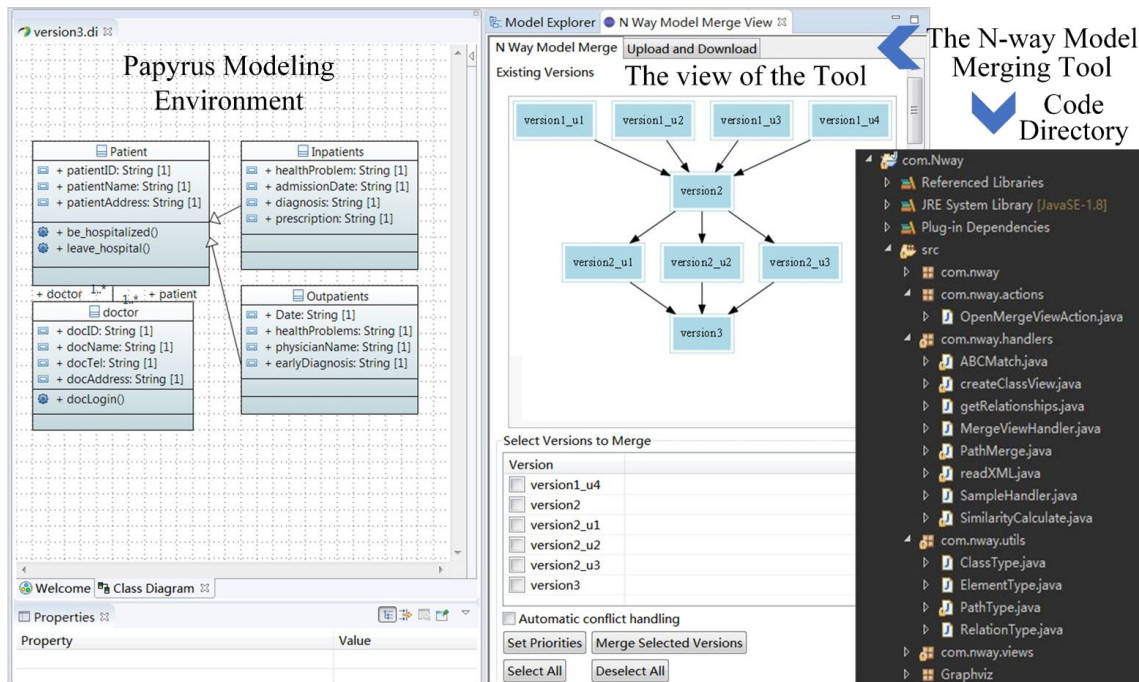 version3.di
Papyrus Modeling
Environment
Patient
+ patientID: String [1]
+ patientName: String [1]
+ patientAddress: String [1]
+ be_hospitalized()
+ leave_hospital()
Inpatients
+ healthProblem: String [1]
+ admissionDate: String [1]
+ diagnosis: String [1]
+ prescription: String [1]
+ doctor 1..*
1..* + patient
doctor
+ docID: String [1]
+ docName: String [1]
+ docTel: String [1]
+ docAddress: String [1]
+ docLogin()
Outpatients
+ Date: String [1]
+ healthProblems: String [1]
+ physicianName: String [1]
+ earlyDiagnosis: String [1]
Welcome Class Diagram
Properties
Property Value
Model Explorer N Way Model Merge View
N Way Model Merge Upload and Download
Existing Versions
The view of the Tool
version1_u1 version1_u2 version1_u3 version1_u4
version2
version2_u1 version2_u2 version2_u3
version3
Select Versions to Merge
Version
version1_u4
version2
version2_u1
version2_u2
version2_u3
version3
Automatic conflict handling
Set Priorities Merge Selected Versions
Select All Deselect All
The N-way Model
Merging Tool
Code
Directory
com.Nway
Referenced Libraries
JRE System Library [JavaSE-1.8]
Plug-in Dependencies
src
com.nway
com.nway.actions
OpenMergeViewAction.java
com.nway.handlers
ABCMatch.java
createClassView.java
getRelationships.java
MergeViewHandler.java
PathMerge.java
readXML.java
SampleHandler.java
SimilarityCalculate.java
com.nway.utils
ClassType.java
ElementType.java
PathType.java
RelationType.java
com.nway.views
Graphviz